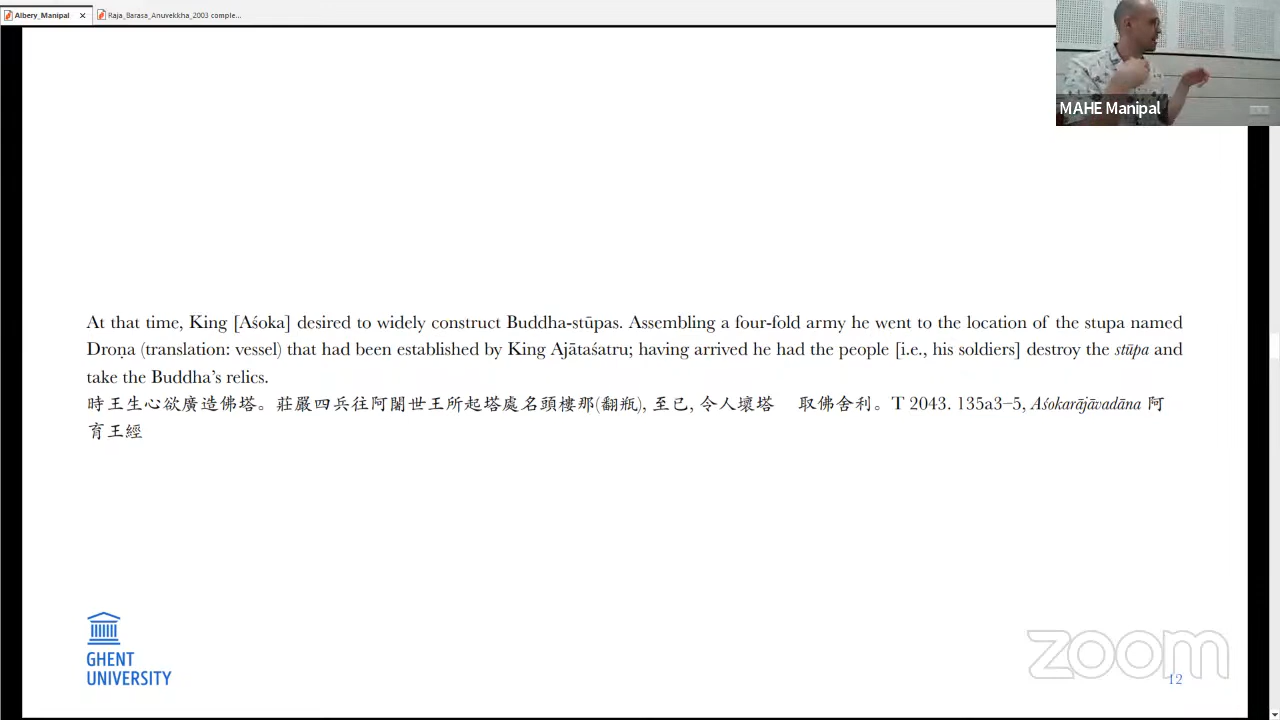 Albery_Manipal ×
Raja_Barasa_Anuvekkha_2003 comple...
MAHE Manipal
At that time, King [Aśoka] desired to widely construct Buddha-stūpas. Assembling a four-fold army he went to the location of the stupa named
Droṇa (translation: vessel) that had been established by King Ajātaśatru; having arrived he had the people [i.e., his soldiers] destroy the stūpa and
take the Buddha's relics.
時王生心欲廣造佛塔。莊嚴四兵往阿闍世王所起塔處名頭樓那(翻瓶), 至已, 令人壞塔 取佛舍利。T 2043. 135a3–5, Aśokarājāvadāna 阿
育王經
GHENT
UNIVERSITY
zoom
12